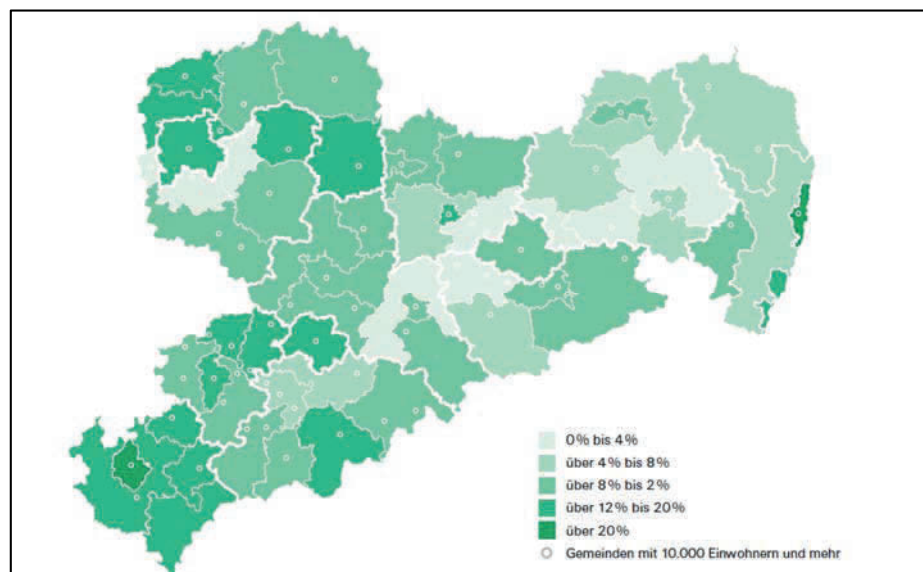 0% bis 4%
über 4% bis 8%
über 8% bis 2%
über 12% bis 20%
über 20%
Gemeinden mit 10.000 Einwohnern und mehr